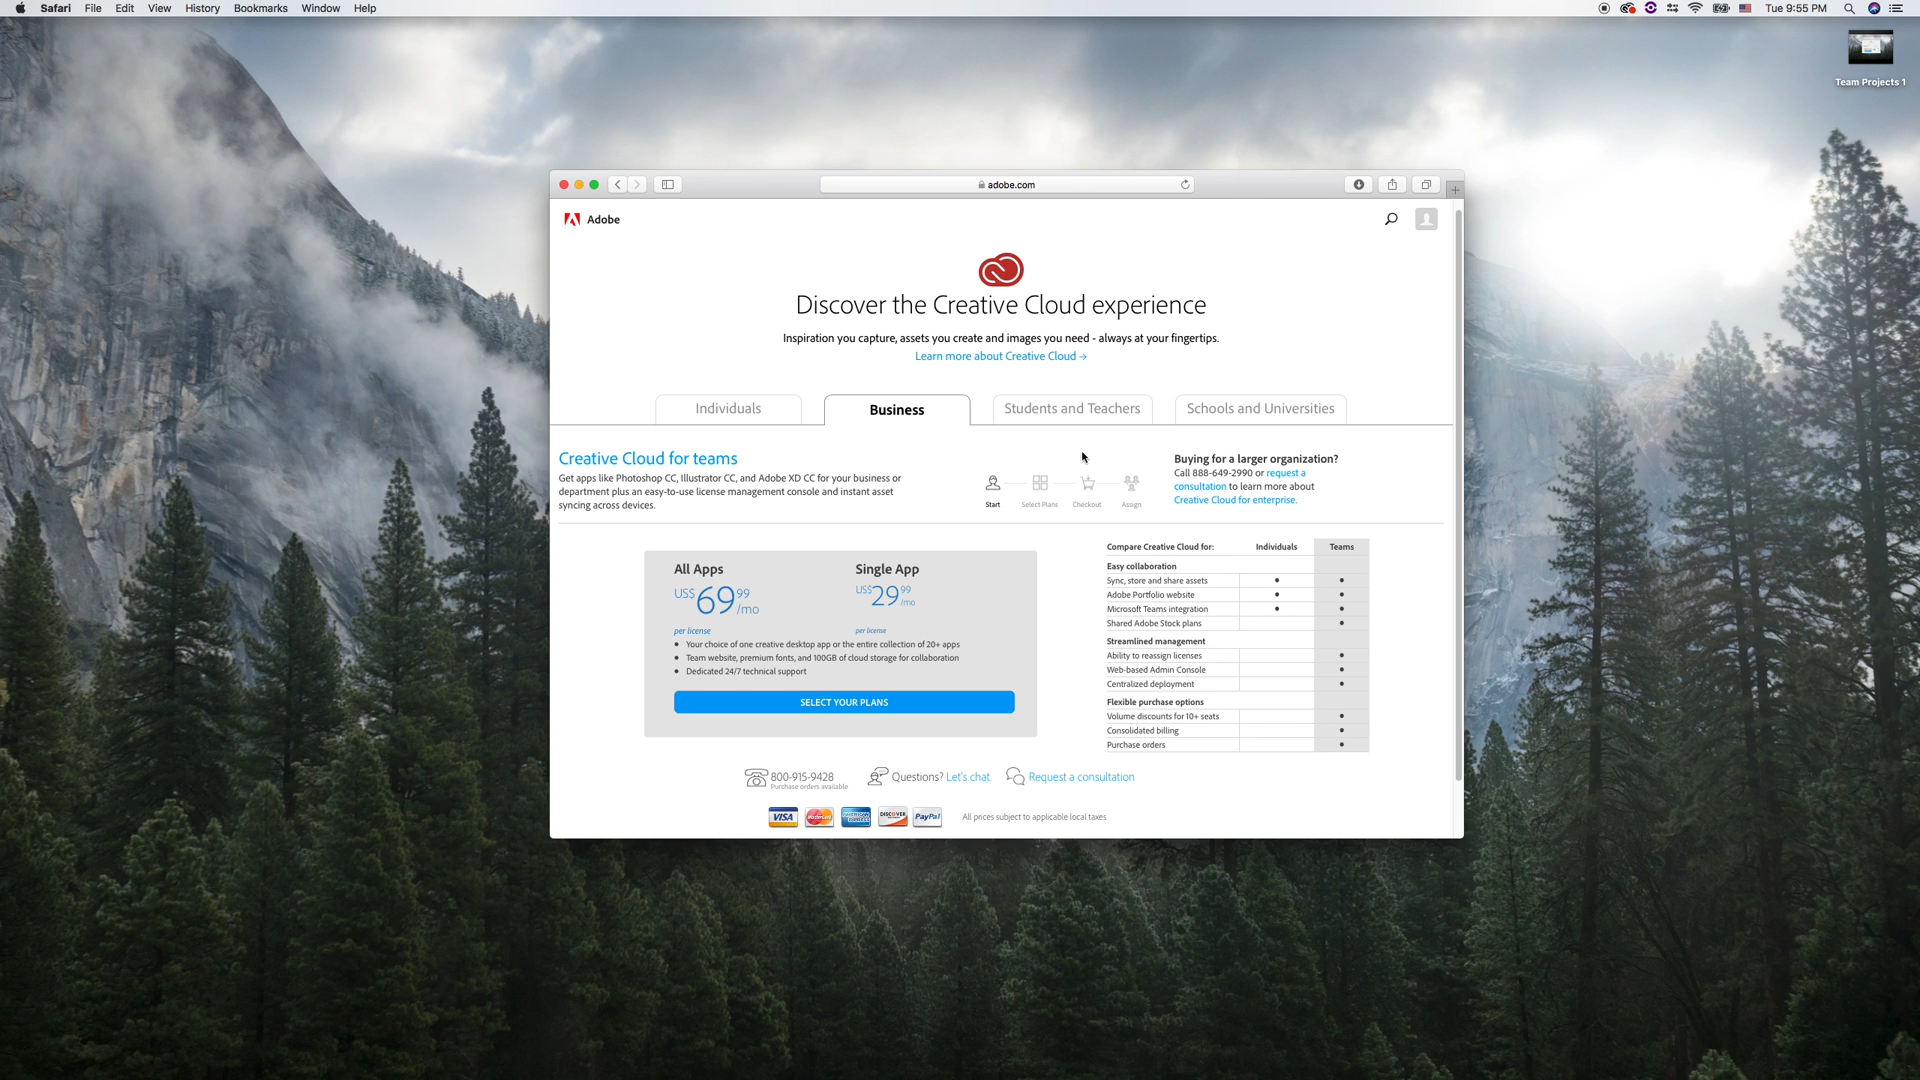 Safari File Edit View History Bookmarks Window Help
Tue 9:55 PM
Team Projects 1
adobe.com
Adobe
Discover the Creative Cloud experience
Inspiration you capture, assets you create and images you need - always at your fingertips.
Learn more about Creative Cloud →
Individuals
Business
Students and Teachers
Schools and Universities
Creative Cloud for teams
Get apps like Photoshop CC, Illustrator CC, and Adobe XD CC for your business or
department plus an easy-to-use license management console and instant asset
syncing across devices.
Start
Select Plans
Checkout
Assign
Buying for a larger organization?
Call 888-649-2990 or request a
consultation to learn more about
Creative Cloud for enterprise.
All Apps
US$69 99 /mo
per license
Single App
US$29 99 /mo
per license
• Your choice of one creative desktop app or the entire collection of 20+ apps
• Team website, premium fonts, and 100GB of cloud storage for collaboration
• Dedicated 24/7 technical support
SELECT YOUR PLANS
Compare Creative Cloud for: Individuals Teams
Easy collaboration
Sync, store and share assets • •
Adobe Portfolio website • •
Microsoft Teams integration • •
Shared Adobe Stock plans •
Streamlined management
Ability to reassign licenses •
Web-based Admin Console •
Centralized deployment •
Flexible purchase options
Volume discounts for 10+ seats •
Consolidated billing •
Purchase orders •
800-915-9428
Purchase orders available
Questions? Let's chat.
Request a consultation
VISA
MasterCard
AMERICAN EXPRESS
DISCOVER
PayPal
All prices subject to applicable local taxes.